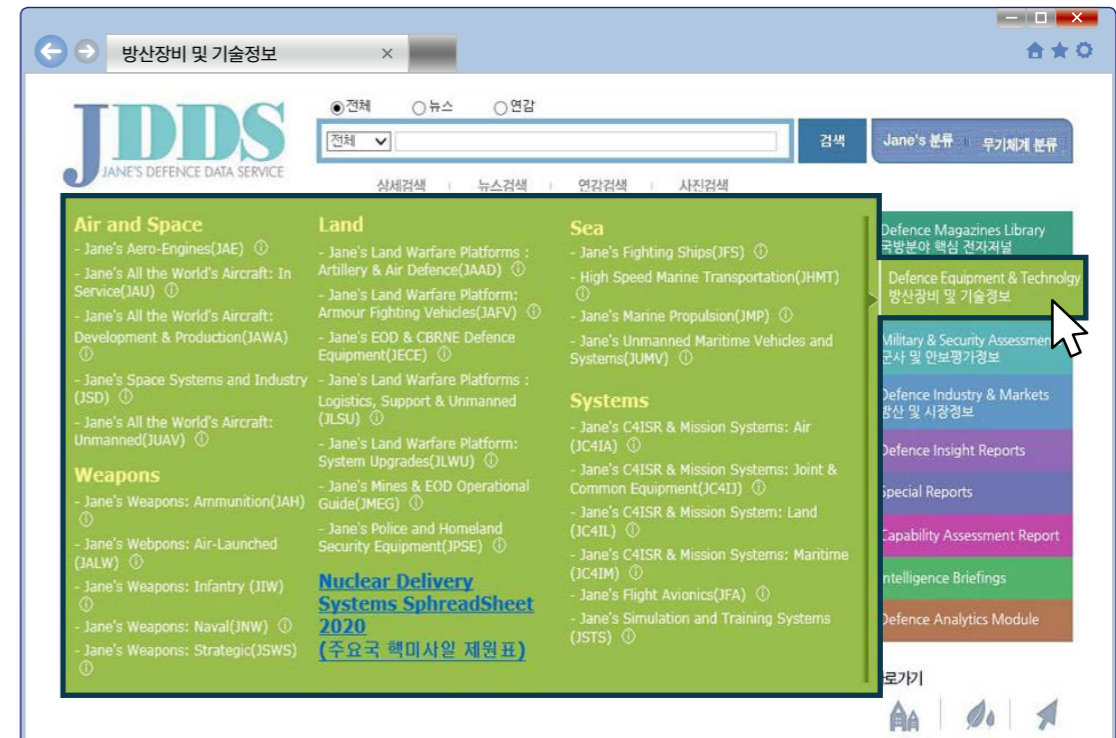 방산장비 및 기술정보
JDDS
JANE'S DEFENCE DATA SERVICE
전체 뉴스 연감
전체
검색
Jane's 분류 무기체계 분류
상세검색 뉴스검색 연감검색 사진검색
Air and Space
- Jane's Aero-Engines(JAE) ⓘ
- Jane's All the World's Aircraft: In
Service(JAU) ⓘ
- Jane's All the World's Aircraft:
Development & Production(JAWA)
ⓘ
- Jane's Space Systems and Industry
(JSD) ⓘ
- Jane's All the World's Aircraft:
Unmanned(JUAV) ⓘ
Weapons
- Jane's Weapons: Ammunition(JAH)
ⓘ
- Jane's Webpons: Air-Launched
(JALW) ⓘ
- Jane's Weapons: Infantry (JIW)
ⓘ
- Jane's Weapons: Naval(JNW) ⓘ
- Jane's Weapons: Strategic(JSWS)
ⓘ
Land
- Jane's Land Warfare Platforms :
Artillery & Air Defence(JAAD) ⓘ
- Jane's Land Warfare Platform:
Armour Fighting Vehicles(JAFV) ⓘ
- Jane's EOD & CBRNE Defence
Equipment(JECE) ⓘ
- Jane's Land Warfare Platforms :
Logistics, Support & Unmanned
(JLSU) ⓘ
- Jane's Land Warfare Platform:
System Upgrades(JLWU) ⓘ
- Jane's Mines & EOD Operational
Guide(JMEG) ⓘ
- Jane's Police and Homeland
Security Equipment(JPSE) ⓘ
Nuclear Delivery
Systems SphreadSheet
2020
(주요국 핵미사일 제원표)
Sea
- Jane's Fighting Ships(JFS) ⓘ
- High Speed Marine Transportation(JHMT)
ⓘ
- Jane's Marine Propulsion(JMP) ⓘ
- Jane's Unmanned Maritime Vehicles and
Systems(JUMV) ⓘ
Systems
- Jane's C4ISR & Mission Systems: Air
(JC4IA) ⓘ
- Jane's C4ISR & Mission Systems: Joint &
Common Equipment(JC4IJ) ⓘ
- Jane's C4ISR & Mission System: Land
(JC4IL) ⓘ
- Jane's C4ISR & Mission Systems: Maritime
(JC4IM) ⓘ
- Jane's Flight Avionics(JFA) ⓘ
- Jane's Simulation and Training Systems
(JSTS) ⓘ
Defence Magazines Library
국방분야 핵심 전자저널
Defence Equipment & Technolgy
방산장비 및 기술정보
Military & Security Assessmen
군사 및 안보평가정보
Defence Industry & Markets
방산 및 시장정보
Defence Insight Reports
Special Reports
Capability Assessment Report
Intelligence Briefings
Defence Analytics Module
로가기